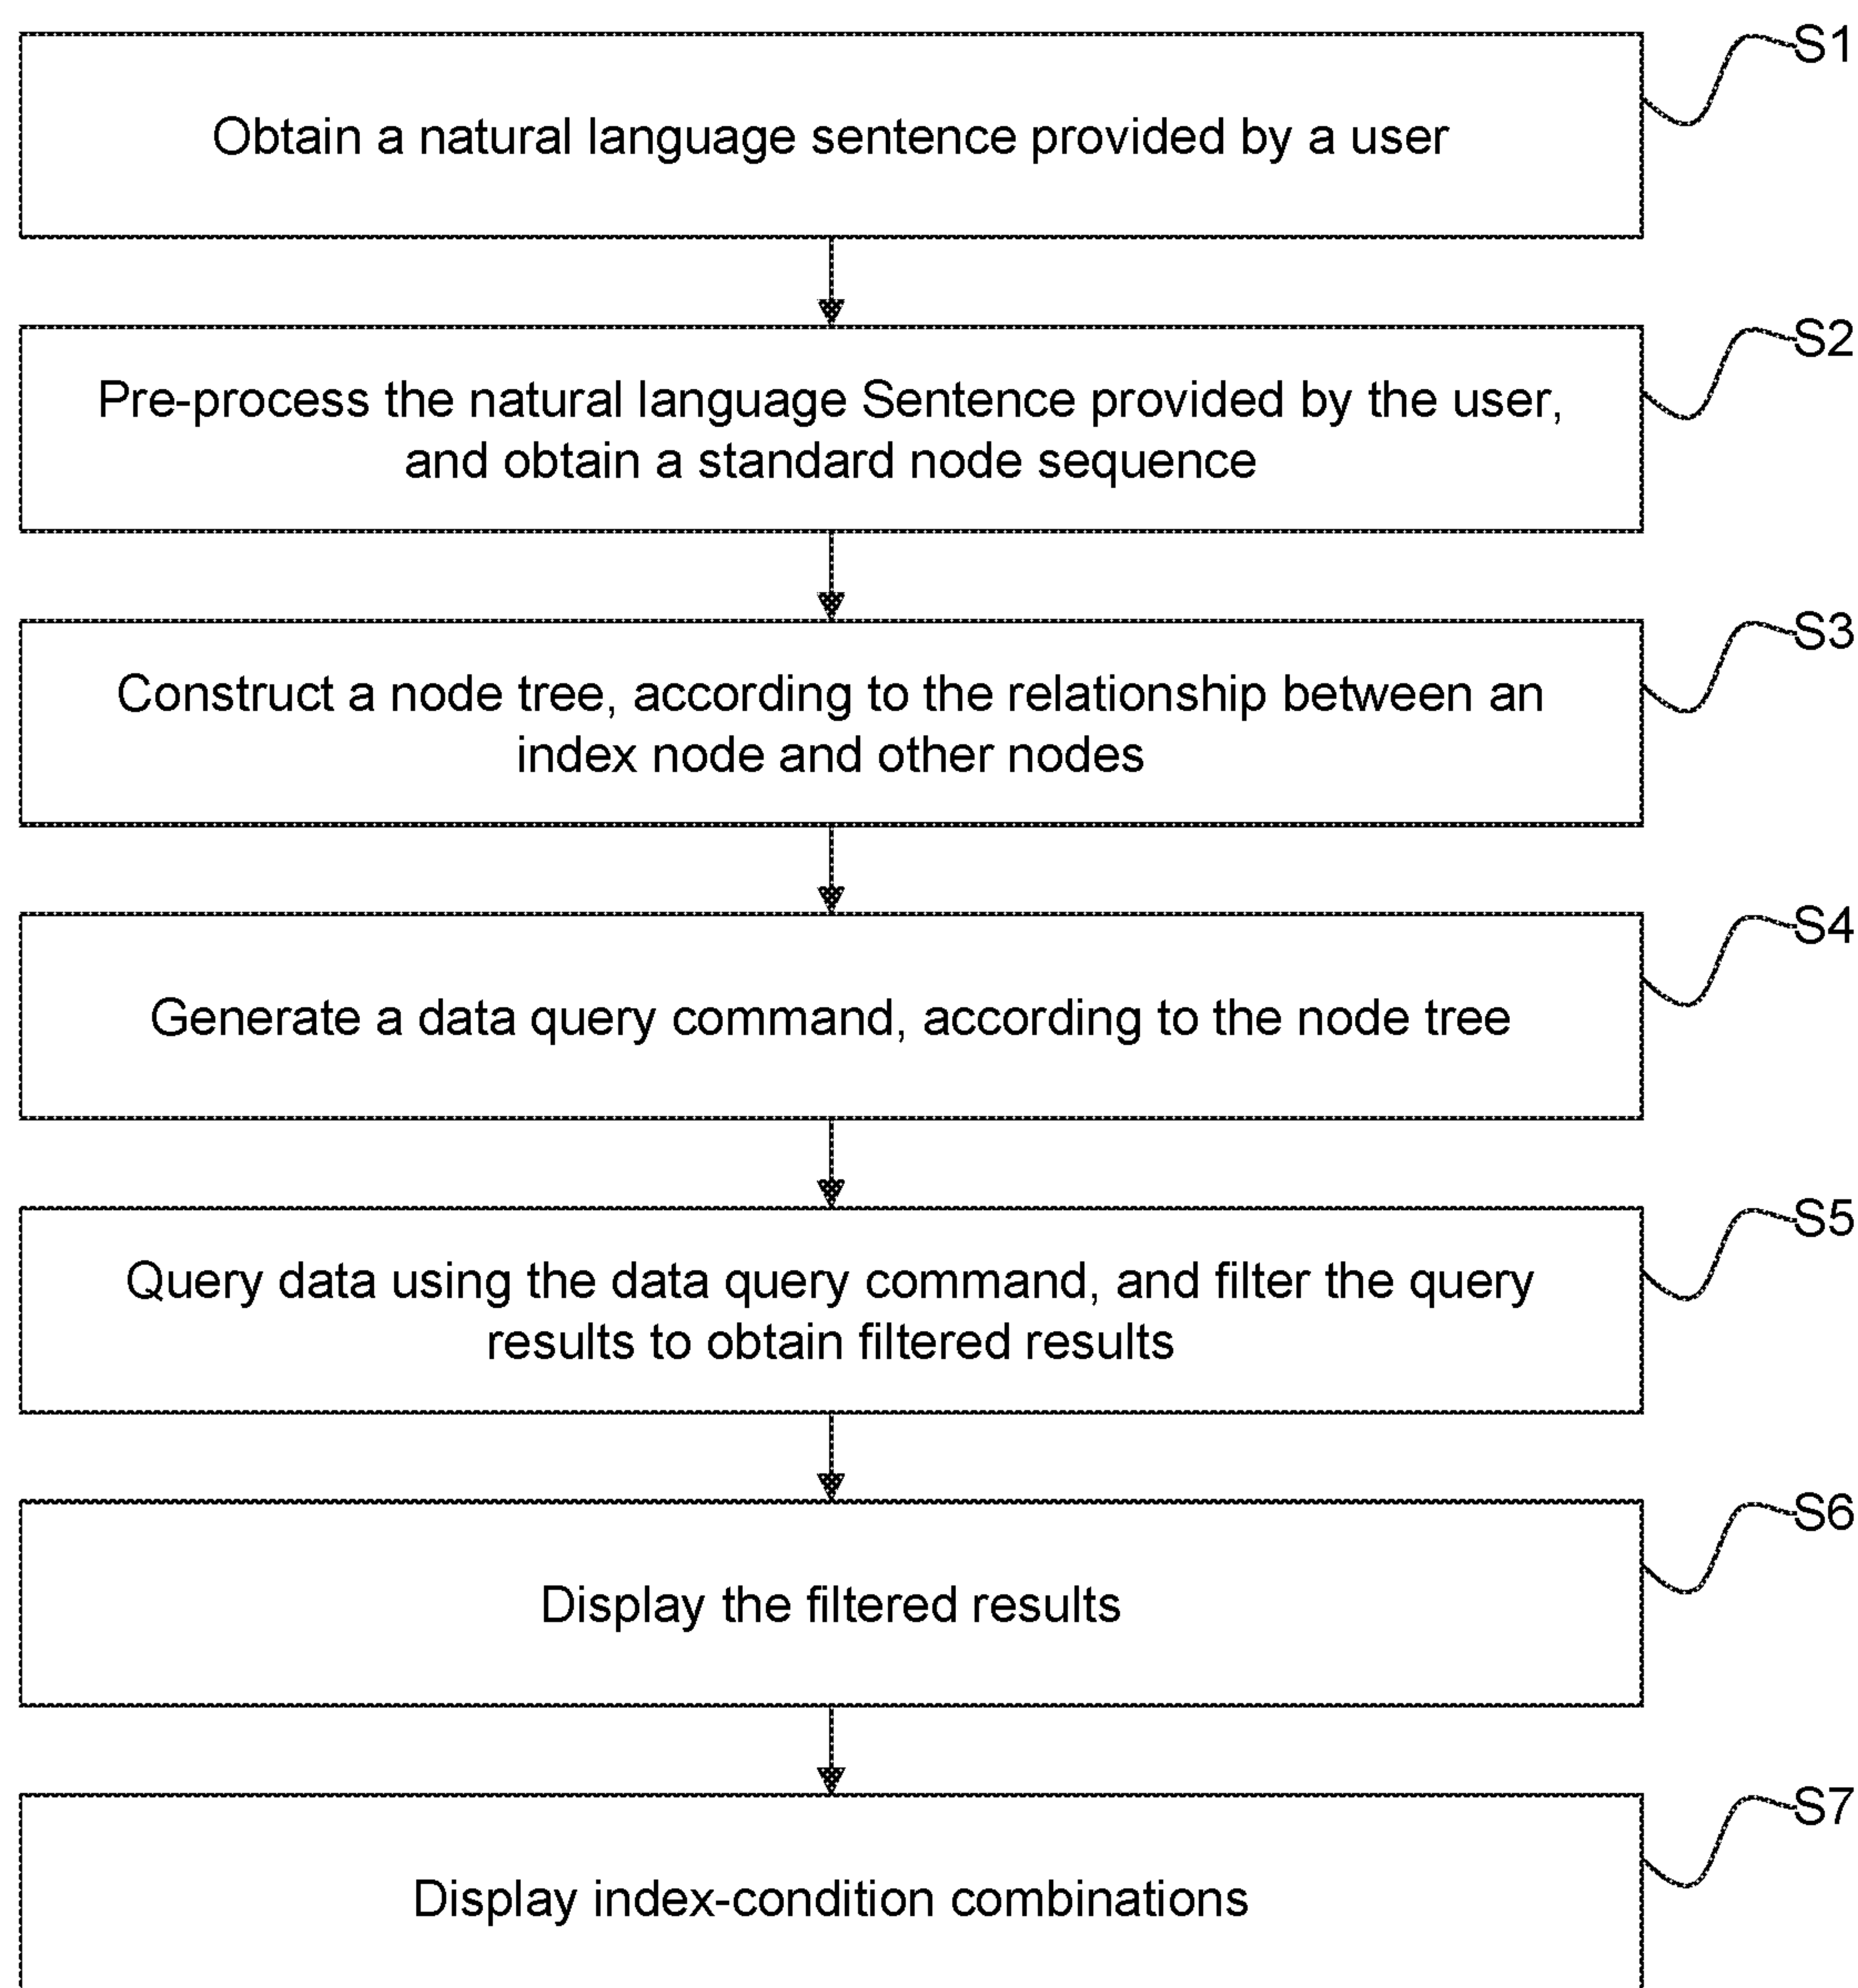 S1
Obtain a natural language sentence provided by a user
S2
Pre-process the natural language Sentence provided by the user,
and obtain a standard node sequence
S3
Construct a node tree, according to the relationship between an
index node and other nodes
S4
Generate a data query command, according to the node tree
S5
Query data using the data query command, and filter the query
results to obtain filtered results
S6
Display the filtered results
S7
Display index-condition combinations